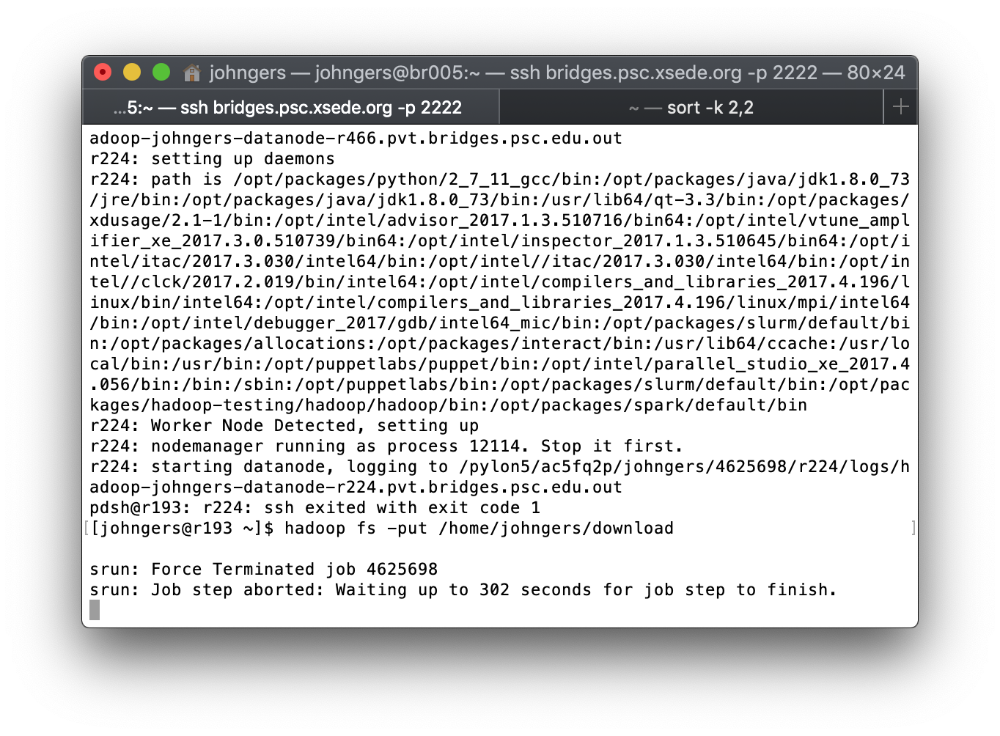 johngers — johngers@br005:~ — ssh bridges.psc.xsede.org -p 2222 — 80×24
...5:~ — ssh bridges.psc.xsede.org -p 2222
~ — sort -k 2,2
adoop-johngers-datanode-r466.pvt.bridges.psc.edu.out
r224: setting up daemons
r224: path is /opt/packages/python/2_7_11_gcc/bin:/opt/packages/java/jdk1.8.0_73
/jre/bin:/opt/packages/java/jdk1.8.0_73/bin:/usr/lib64/qt-3.3/bin:/opt/packages/
xdusage/2.1-1/bin:/opt/intel/advisor_2017.1.3.510716/bin64:/opt/intel/vtune_ampl
ifier_xe_2017.3.0.510739/bin64:/opt/intel/inspector_2017.1.3.510645/bin64:/opt/i
ntel/itac/2017.3.030/intel64/bin:/opt/intel//itac/2017.3.030/intel64/bin:/opt/in
tel//clck/2017.2.019/bin/intel64:/opt/intel/compilers_and_libraries_2017.4.196/l
inux/bin/intel64:/opt/intel/compilers_and_libraries_2017.4.196/linux/mpi/intel64
/bin:/opt/intel/debugger_2017/gdb/intel64_mic/bin:/opt/packages/slurm/default/bi
n:/opt/packages/allocations:/opt/packages/interact/bin:/usr/lib64/ccache:/usr/lo
cal/bin:/usr/bin:/opt/puppetlabs/puppet/bin:/opt/intel/parallel_studio_xe_2017.4
.056/bin:/bin:/sbin:/opt/puppetlabs/bin:/opt/packages/slurm/default/bin:/opt/pac
kages/hadoop-testing/hadoop/hadoop/bin:/opt/packages/spark/default/bin
r224: Worker Node Detected, setting up
r224: nodemanager running as process 12114. Stop it first.
r224: starting datanode, logging to /pylon5/ac5fq2p/johngers/4625698/r224/logs/h
adoop-johngers-datanode-r224.pvt.bridges.psc.edu.out
pdsh@r193: r224: ssh exited with exit code 1
[[johngers@r193 ~]$ hadoop fs -put /home/johngers/download ]
srun: Force Terminated job 4625698
srun: Job step aborted: Waiting up to 302 seconds for job step to finish.